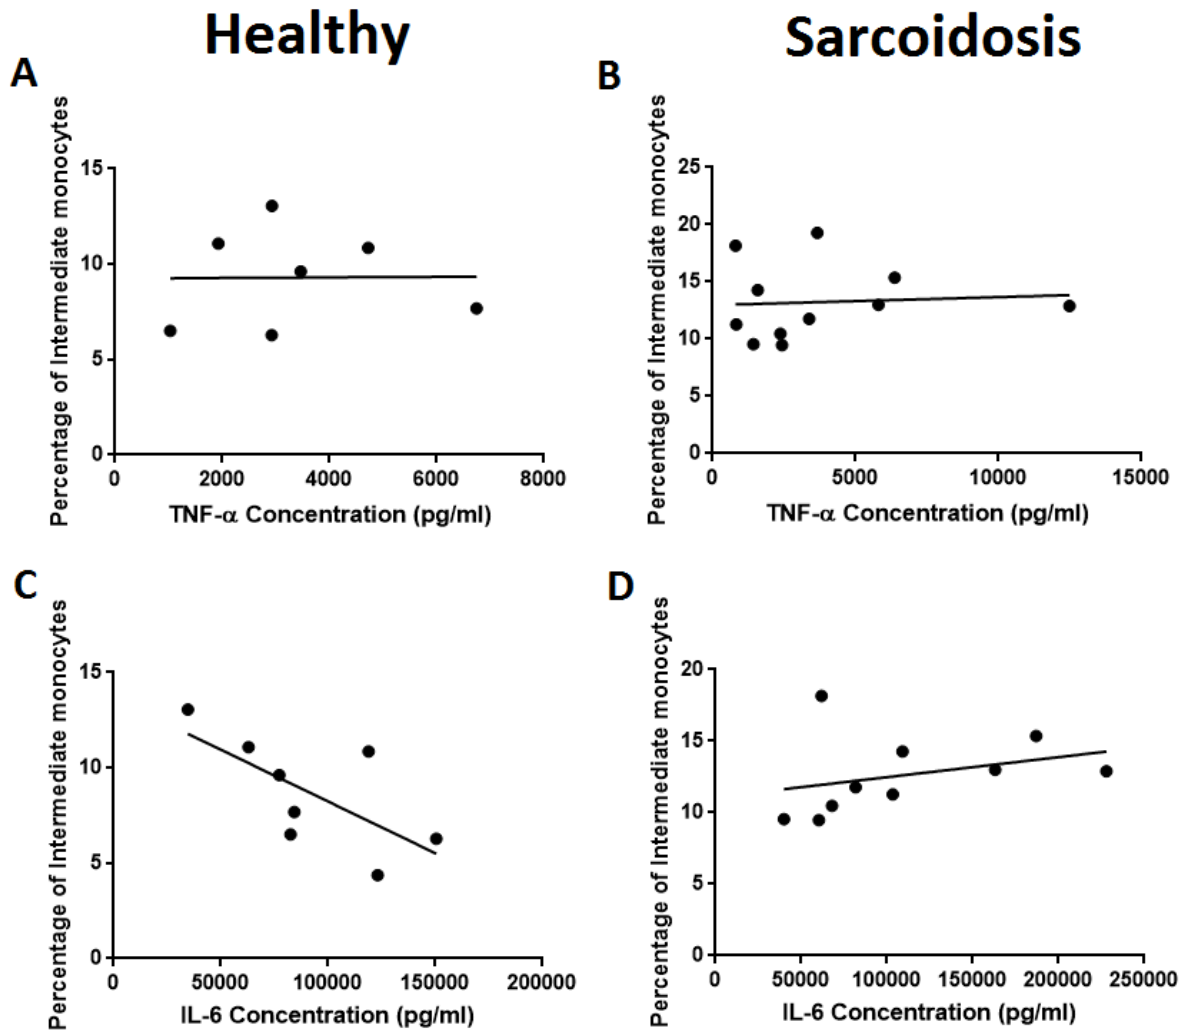 Healthy
Sarcoidosis
A
Percentage of Intermediate monocytes
15
10
5
0
0 2000 4000 6000 8000
TNF-α Concentration (pg/ml)
B
Percentage of Intermediate monocytes
25
20
15
10
5
0
0 5000 10000 15000
TNF-α Concentration (pg/ml)
C
Percentage of Intermediate monocytes
15
10
5
0
0 50000 100000 150000 200000
IL-6 Concentration (pg/ml)
D
Percentage of Intermediate monocytes
20
15
10
5
0
0 50000 100000 150000 200000 250000
IL-6 Concentration (pg/ml)